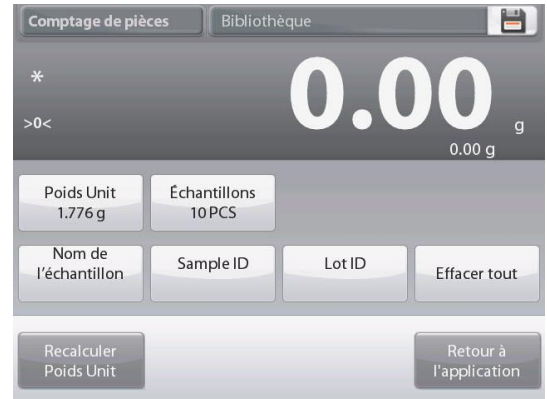 Comptage de pièces
Bibliothèque
*
>0<
0.00 g
0.00 g
Poids Unit
1.776 g
Échantillons
10 PCS
Nom de
l'échantillon
Sample ID
Lot ID
Effacer tout
Recalculer
Poids Unit
Retour à
l'application